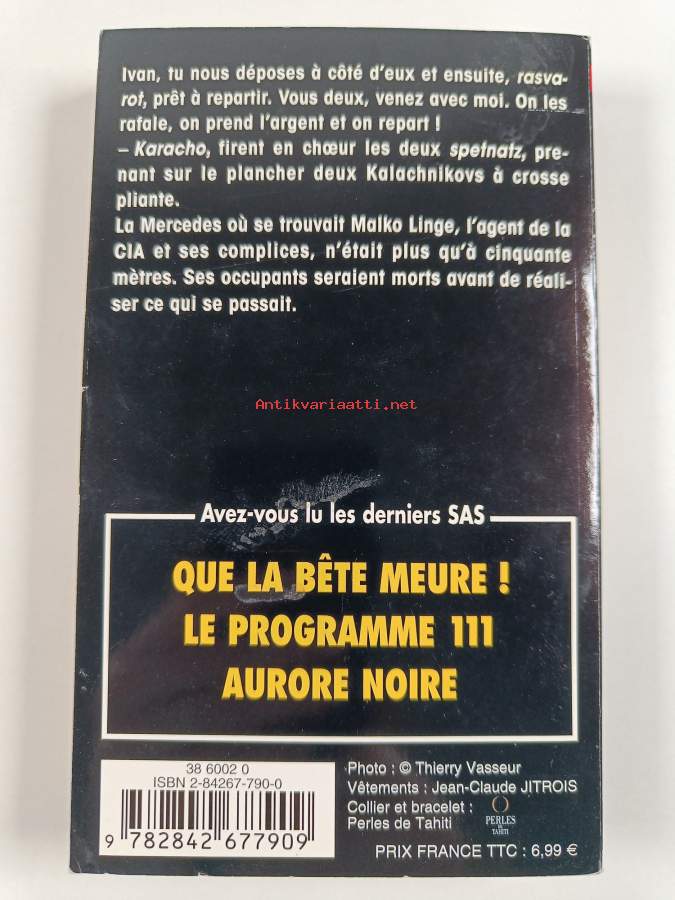 Ivan, tu nous déposes à côté d'eux et ensuite, rasva-
rot, prêt à repartir. Vous deux, venez avec moi. On les
rafale, on prend l'argent et on repart !
– Karacho, firent en chœur les deux spetnatz, pre-
nant sur le plancher deux Kalachnikovs à crosse
pliante.
La Mercedes où se trouvait Malko Linge, l'agent de la
CIA et ses complices, n'était plus qu'à cinquante
mètres. Ses occupants seraient morts avant de réali-
ser ce qui se passait.
Antikvariaatti.net
Avez-vous lu les derniers SAS
QUE LA BÊTE MEURE !
LE PROGRAMME 111
AURORE NOIRE
38 6002 0
ISBN 2-84267-790-0
9 782842 677909
Photo : © Thierry Vasseur
Vêtements : Jean-Claude JITROIS
Collier et bracelet :
Perles de Tahiti
PERLES
DE
TAHITI
PRIX FRANCE TTC : 6,99 €